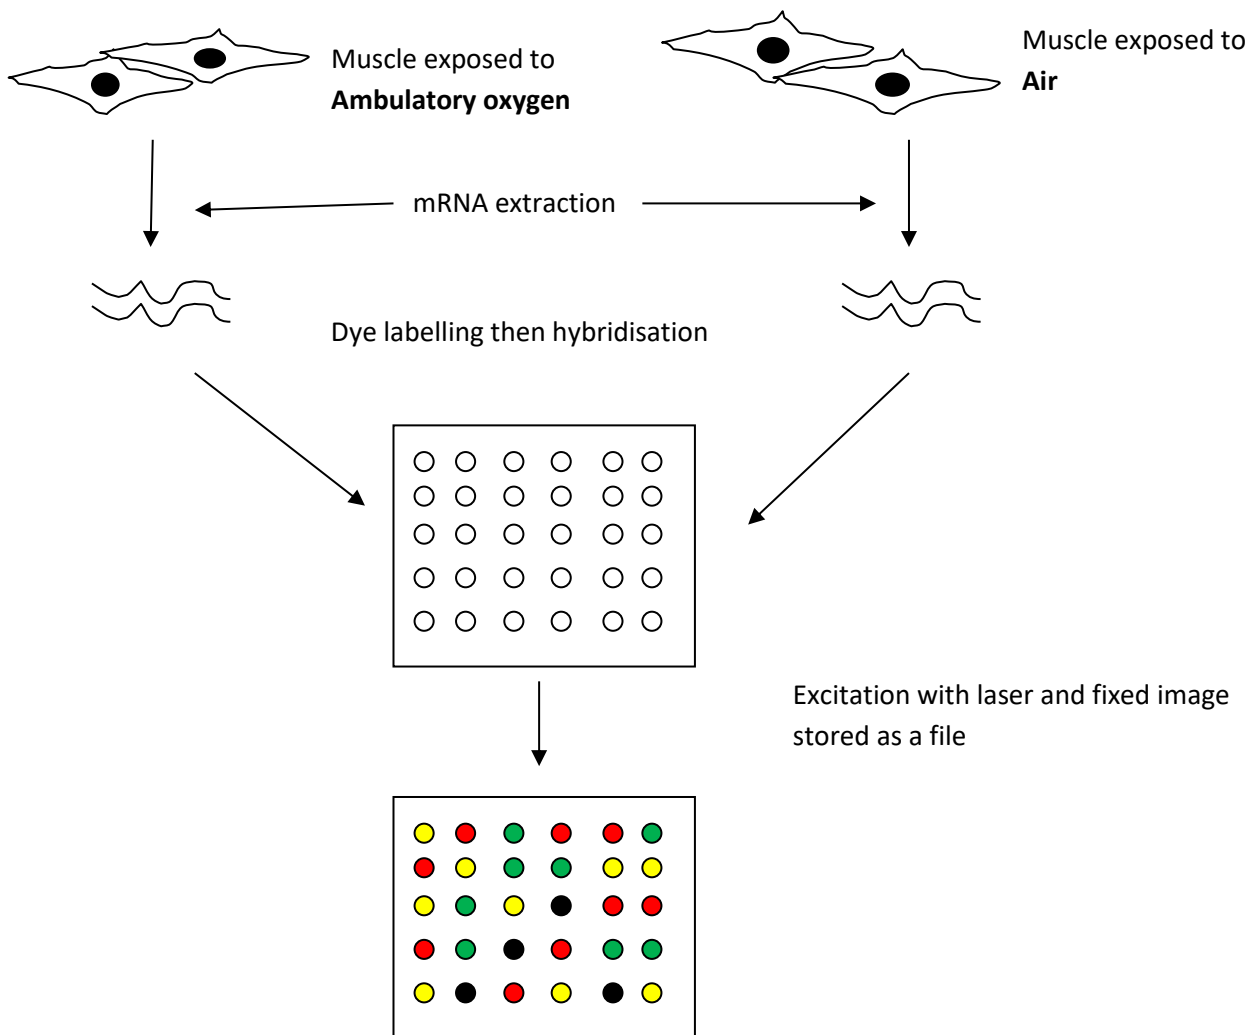 Muscle exposed to
Ambulatory oxygen
Muscle exposed to
Air
mRNA extraction
Dye labelling then hybridisation
Excitation with laser and fixed image
stored as a file